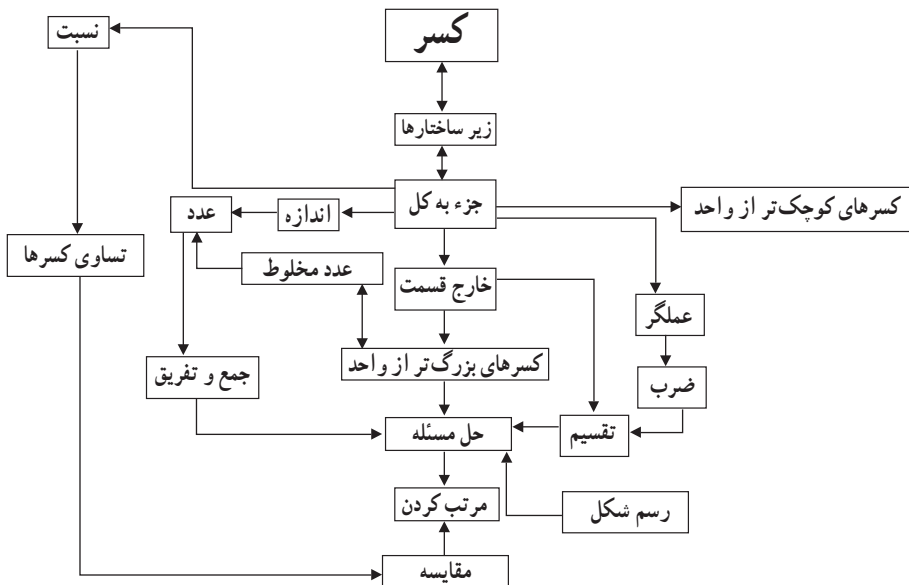 کسر
نسبت
زیر ساختارها
جزء به کل
کسرهای کوچک‌تر از واحد
اندازه
عدد
تساوی کسرها
عدد مخلوط
خارج قسمت
عملگر
کسرهای بزرگ‌تر از واحد
جمع و تفریق
ضرب
حل مسئله
تقسیم
مرتب کردن
رسم شکل
مقایسه